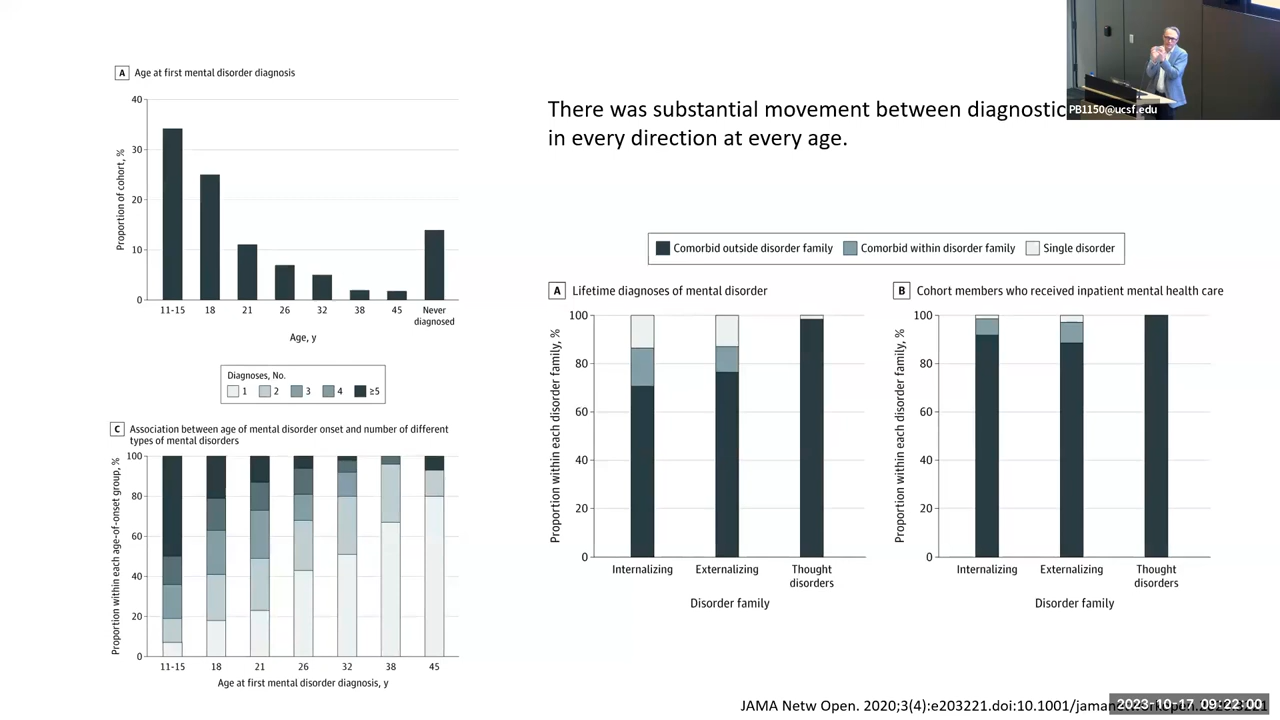 A Age at first mental disorder diagnosis
40
30
20
10
0
Proportion of cohort, %
11-15 18 21 26 32 38 45 Never
diagnosed
Age, y
Diagnoses, No.
1 2 3 4 ≥5
C Association between age of mental disorder onset and number of different
types of mental disorders
100
80
60
40
20
0
Proportion within each age-of-onset group, %
11-15 18 21 26 32 38 45
Age at first mental disorder diagnosis, y
There was substantial movement between diagnostic
in every direction at every age.
PB1150@ucsf.edu
Comorbid outside disorder family Comorbid within disorder family Single disorder
A Lifetime diagnoses of mental disorder
100
80
60
40
20
0
Proportion within each disorder family, %
Internalizing Externalizing Thought
disorders
Disorder family
B Cohort members who received inpatient mental health care
100
80
60
40
20
0
Proportion within each disorder family, %
Internalizing Externalizing Thought
disorders
Disorder family
JAMA Netw Open. 2020;3(4):e203221.doi:10.1001/jama
2023-10-17 09:22:00